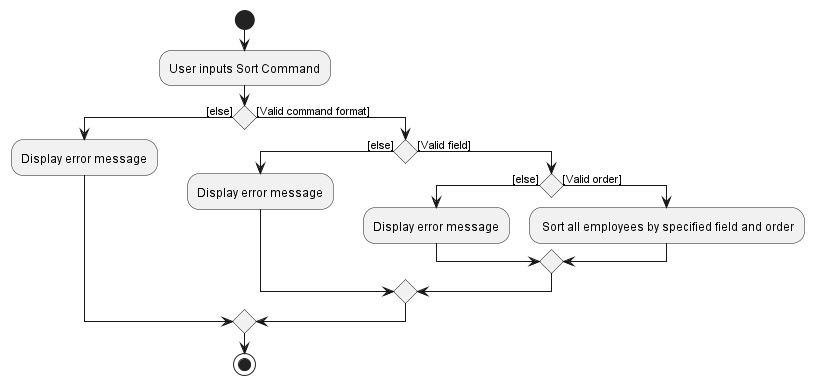 User inputs Sort Command
[else]
[Valid command format]
Display error message
[else]
[Valid field]
Display error message
[else]
[Valid order]
Display error message
Sort all employees by specified field and order